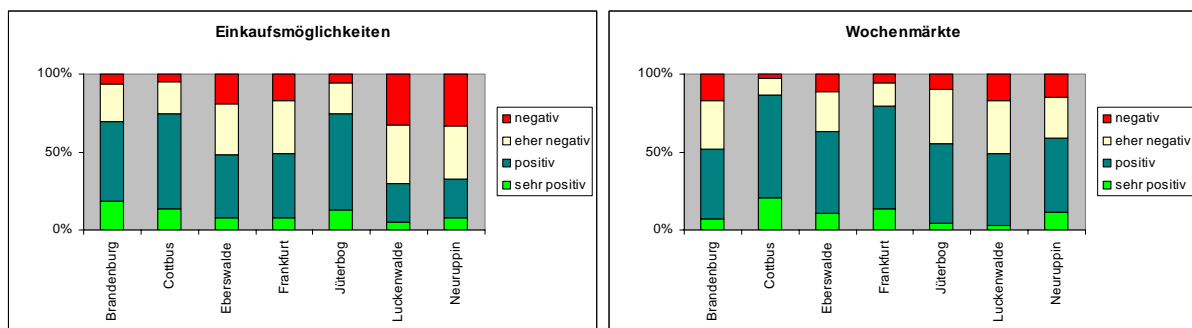 Einkaufsmöglichkeiten
100%
50%
0%
Brandenburg
Cottbus
Eberswalde
Frankfurt
Jüterbog
Luckenwalde
Neuruppin
negativ
eher negativ
positiv
sehr positiv
Wochenmärkte
100%
50%
0%
Brandenburg
Cottbus
Eberswalde
Frankfurt
Jüterbog
Luckenwalde
Neuruppin
negativ
eher negativ
positiv
sehr positiv